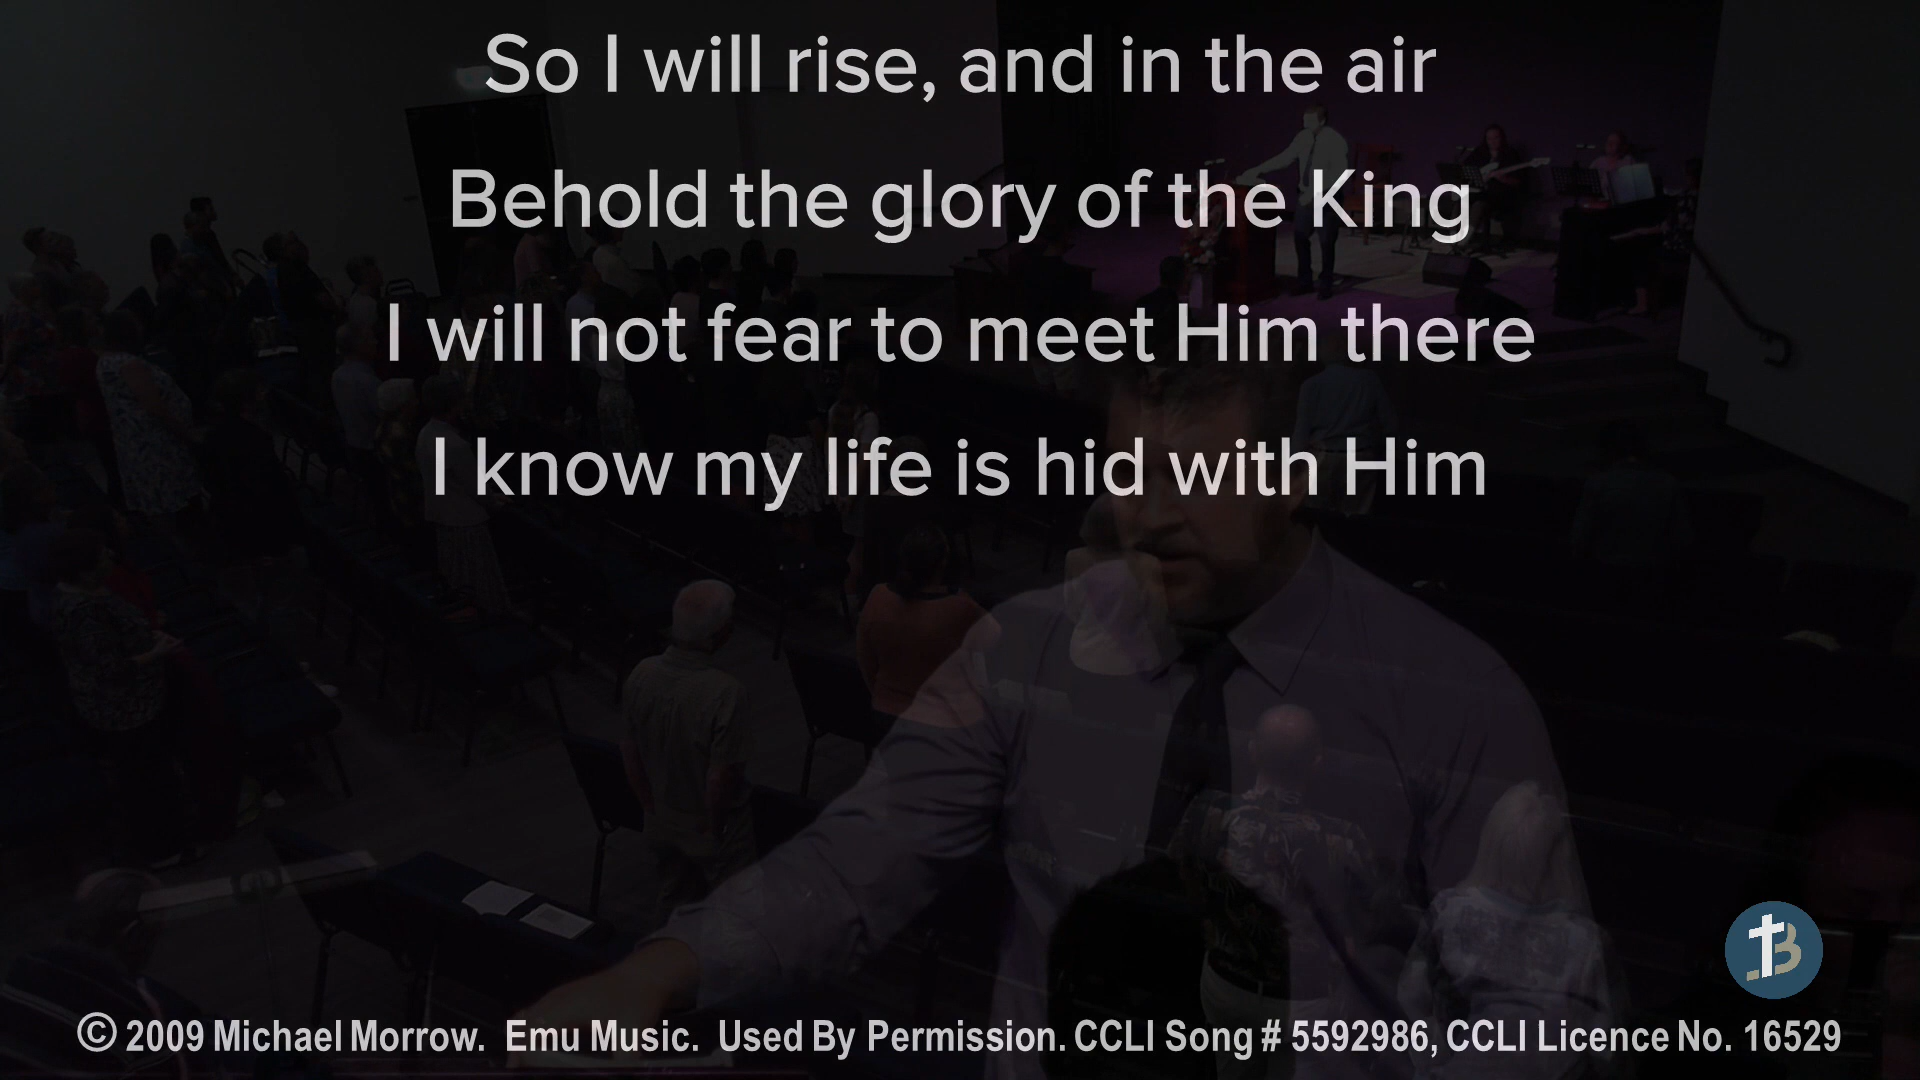 So I will rise, and in the air
Behold the glory of the King
I will not fear to meet Him there
I know my life is hid with Him
© 2009 Michael Morrow.  Emu Music.  Used By Permission. CCLI Song # 5592986, CCLI Licence No. 16529